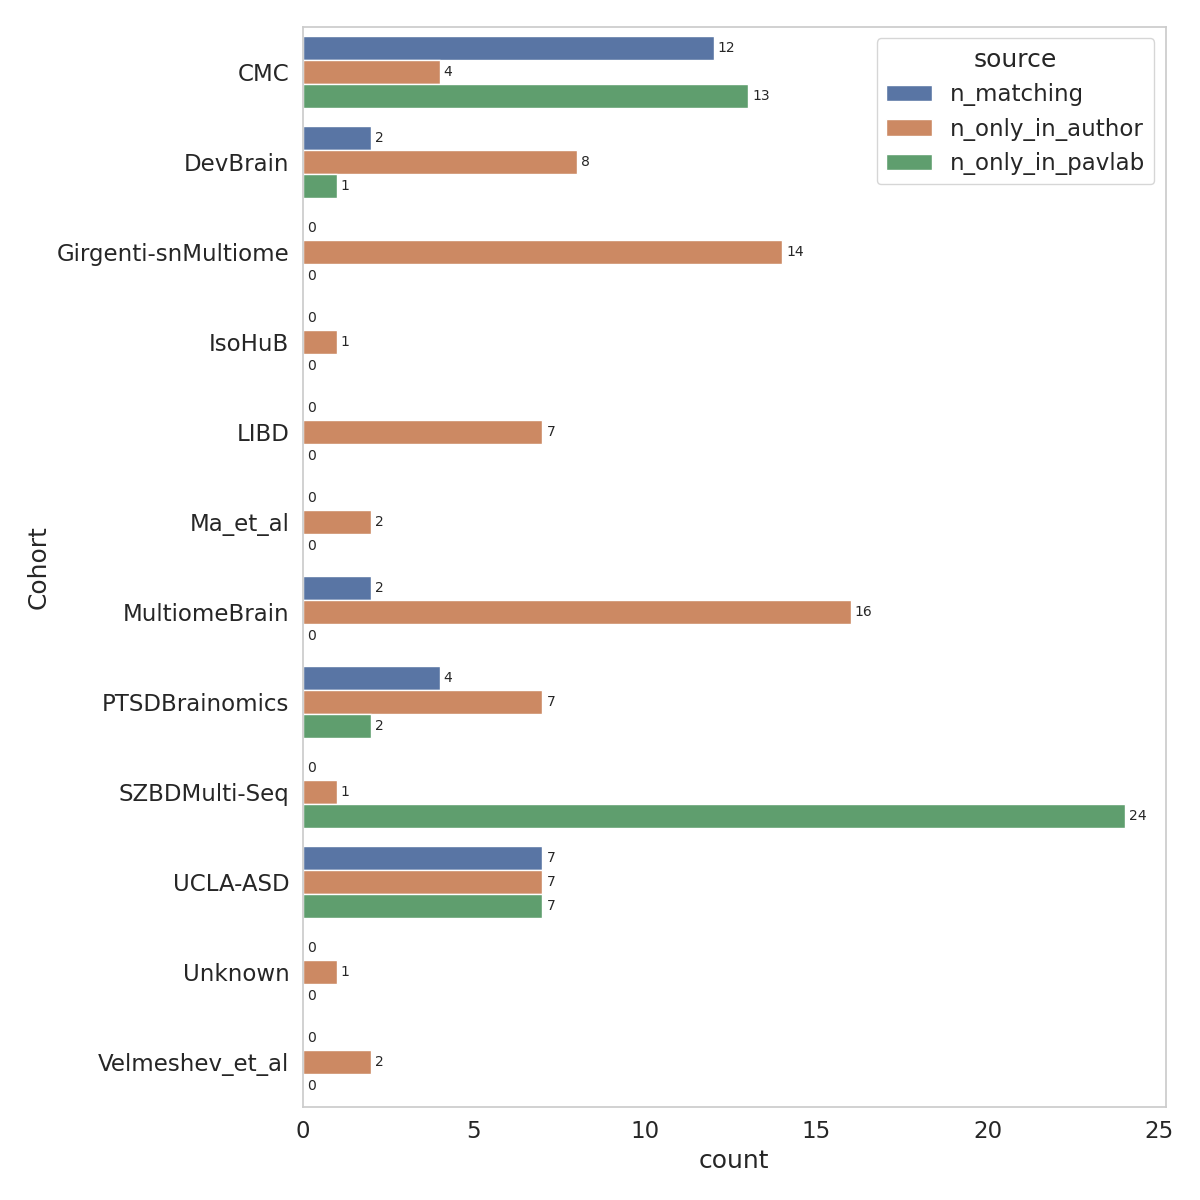 source
n_matching
n_only_in_author
n_only_in_pavlab
Cohort
CMC
12
4
13
DevBrain
2
8
1
Girgenti-snMultiome
0
14
0
IsoHuB
0
1
0
LIBD
0
7
0
Ma_et_al
0
2
0
MultiomeBrain
2
16
0
PTSDBrainomics
4
7
2
SZBDMulti-Seq
0
1
24
UCLA-ASD
7
7
7
Unknown
0
1
0
Velmeshev_et_al
0
2
0
0 5 10 15 20 25
count